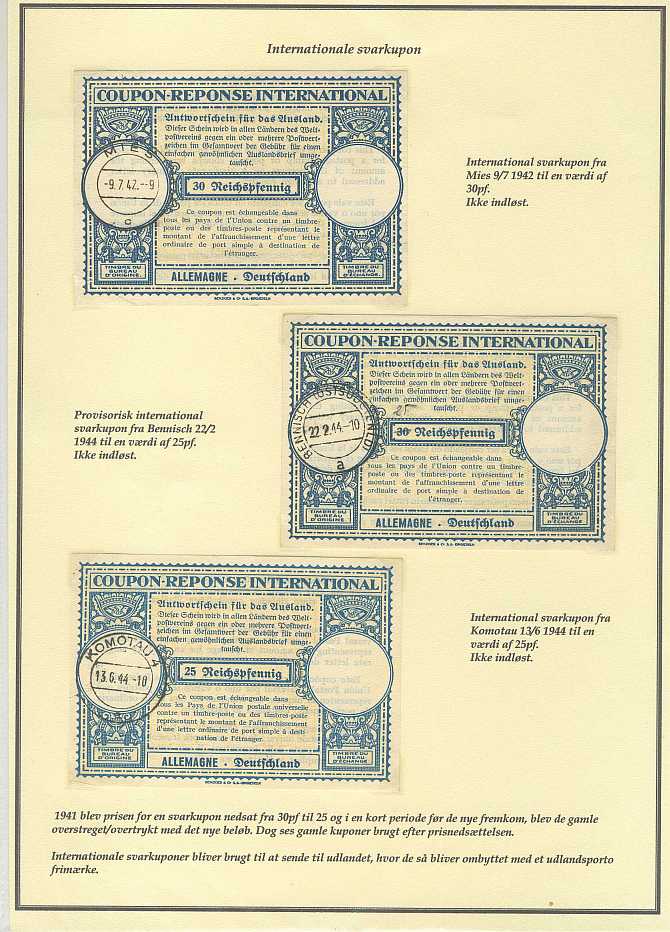 Internationale svarkupon
COUPON-REPONSE INTERNATIONAL
Antwortschein für das Ausland.
Dieser Schein wird in allen Ländern des Welt-
postvereins gegen ein oder mehrere Postwert-
zeichen im Gesamtwert der Gebühr für einen
einfachen gewöhnlichen Auslandsbrief umge-
tauscht.
MIES
-9.7.42.--9
c
30 Reichspfennig
Ce coupon est échangeable dans
tous les pays de l'Union contre un timbre-
poste ou des timbres-poste représentant le
montant de l'affranchissement d'une lettre
ordinaire de port simple à destination de
l'étranger.
TIMBRE DU
BUREAU
D'ORIGINE.
ALLEMAGNE - Deutschland
TIMBRE DU
BUREAU
D'ÉCHANGE.
International svarkupon fra
Mies 9/7 1942 til en værdi af
30pf.
Ikke indløst.
COUPON-REPONSE INTERNATIONAL
Antwortschein für das Ausland.
Dieser Schein wird in allen Ländern des Welt-
postvereins gegen ein oder mehrere Postwert-
zeichen im Gesamtwert der Gebühr für einen
einfachen gewöhnlichen Auslandsbrief umge-
tauscht.
25
22.2.44.-10
a
30 Reichspfennig
Ce coupon est échangeable dans
tous les pays de l'Union contre un timbre-
poste ou des timbres-poste représentant le
montant de l'affranchissement d'une lettre
ordinaire de port simple à destination de
l'étranger.
TIMBRE DU
BUREAU
D'ORIGINE.
ALLEMAGNE - Deutschland
TIMBRE DU
BUREAU
D'ÉCHANGE.
Provisorisk international
svarkupon fra Bennisch 22/2
1944 til en værdi af 25pf.
Ikke indløst.
COUPON-REPONSE INTERNATIONAL
Antwortschein für das Ausland.
Dieser Schein wird in allen Ländern des Welt-
postvereins gegen ein oder mehrere Postwert-
zeichen im Gesamtwert der Gebühr für einen
einfachen gewöhnlichen Auslandsbrief umge-
tauscht.
KOMOTAU 4
13.6.44.-10
25 Reichspfennig
Ce coupon est échangeable dans
tous les Pays de l'Union postale universelle
contre un timbre-poste ou des timbres-poste
représentant le montant de l'affranchissement
d'une lettre ordinaire de port simple à desti-
nation de l'étranger.
TIMBRE DU
BUREAU
D'ORIGINE.
ALLEMAGNE - Deutschland
TIMBRE DU
BUREAU
D'ÉCHANGE.
International svarkupon fra
Komotau 13/6 1944 til en
værdi af 25pf.
Ikke indløst.
1941 blev prisen for en svarkupon nedsat fra 30pf til 25 og i en kort periode før de nye fremkom, blev de gamle
overstreget/overtrykt med det nye beløb. Dog ses gamle kuponer brugt efter prisnedsættelsen.
Internationale svarkuponer bliver brugt til at sende til udlandet, hvor de så bliver ombyttet med et udlandsporto
frimærke.